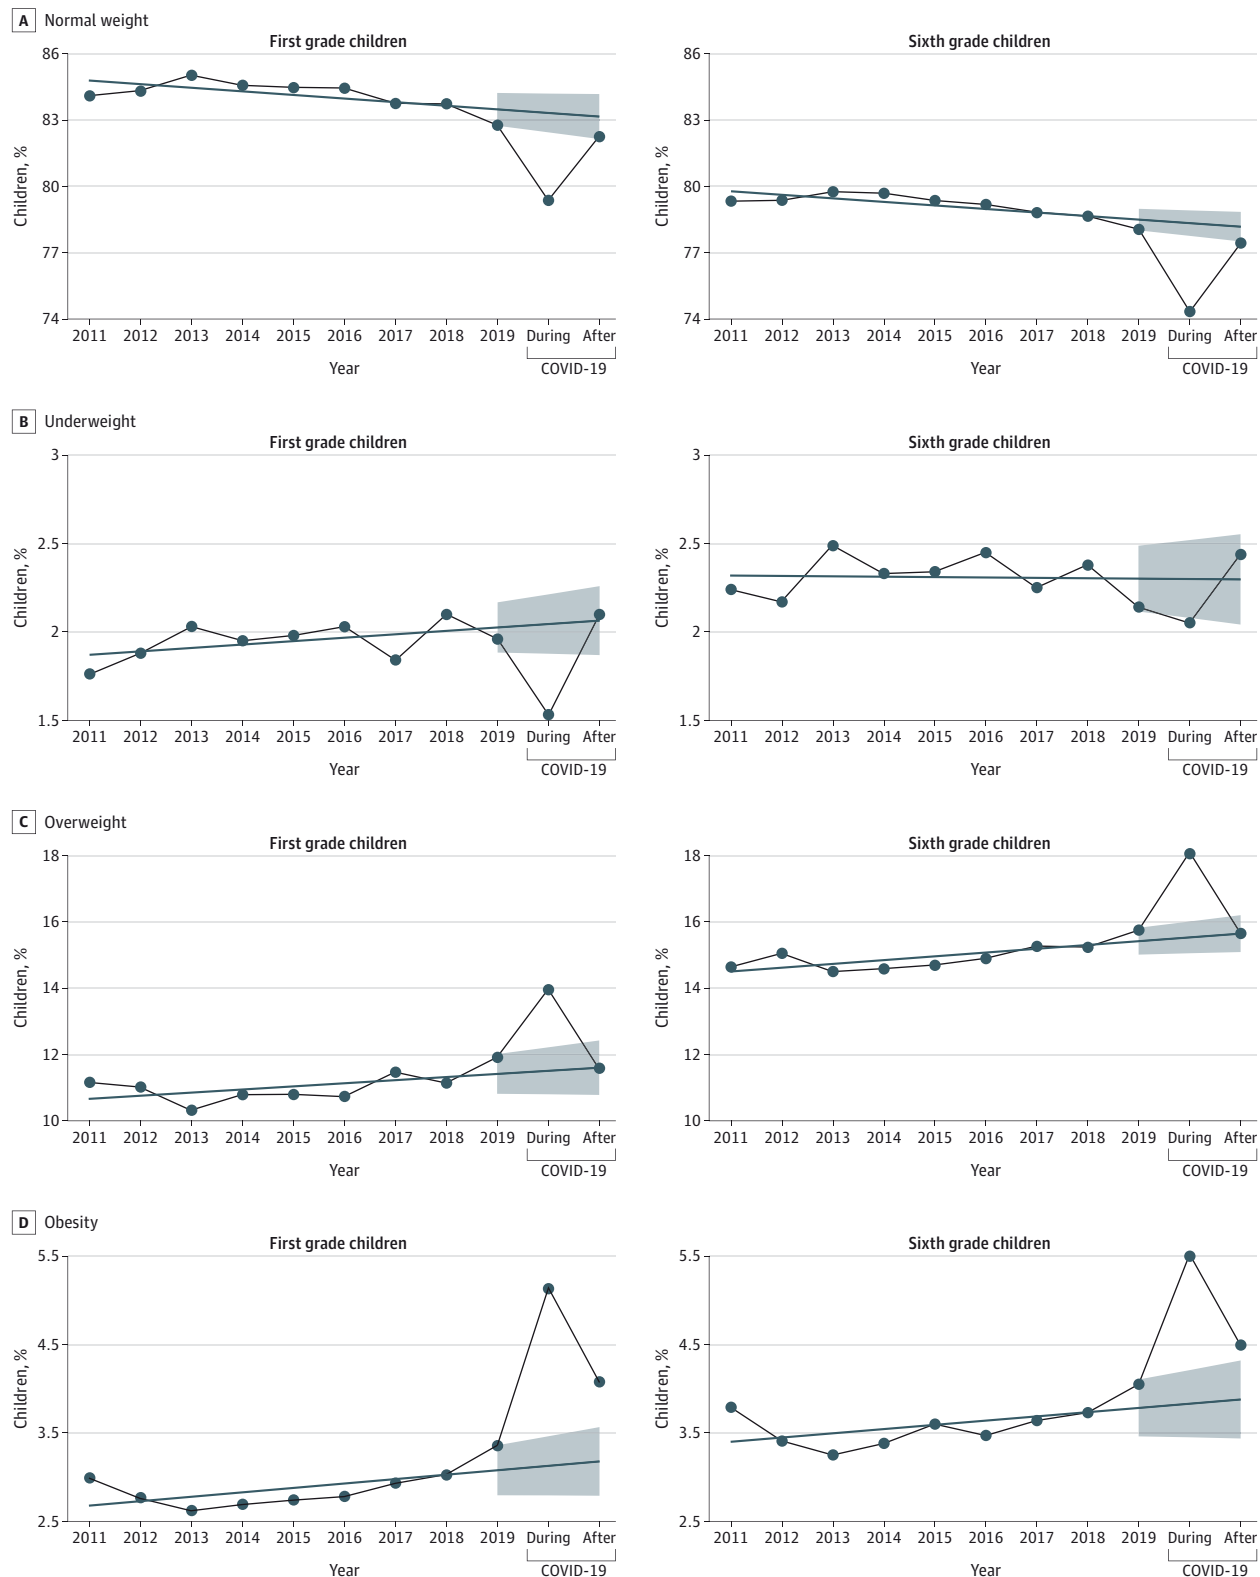 A Normal weight
First grade children
86
83
80
77
74
Children, %
2011 2012 2013 2014 2015 2016 2017 2018 2019 During After
Year
COVID-19
Sixth grade children
86
83
80
77
74
Children, %
2011 2012 2013 2014 2015 2016 2017 2018 2019 During After
Year
COVID-19
B Underweight
First grade children
3
2.5
2
1.5
Children, %
2011 2012 2013 2014 2015 2016 2017 2018 2019 During After
Year
COVID-19
Sixth grade children
3
2.5
2
1.5
Children, %
2011 2012 2013 2014 2015 2016 2017 2018 2019 During After
Year
COVID-19
C Overweight
First grade children
18
16
14
12
10
Children, %
2011 2012 2013 2014 2015 2016 2017 2018 2019 During After
Year
COVID-19
Sixth grade children
18
16
14
12
10
Children, %
2011 2012 2013 2014 2015 2016 2017 2018 2019 During After
Year
COVID-19
D Obesity
First grade children
5.5
4.5
3.5
2.5
Children, %
2011 2012 2013 2014 2015 2016 2017 2018 2019 During After
Year
COVID-19
Sixth grade children
5.5
4.5
3.5
2.5
Children, %
2011 2012 2013 2014 2015 2016 2017 2018 2019 During After
Year
COVID-19